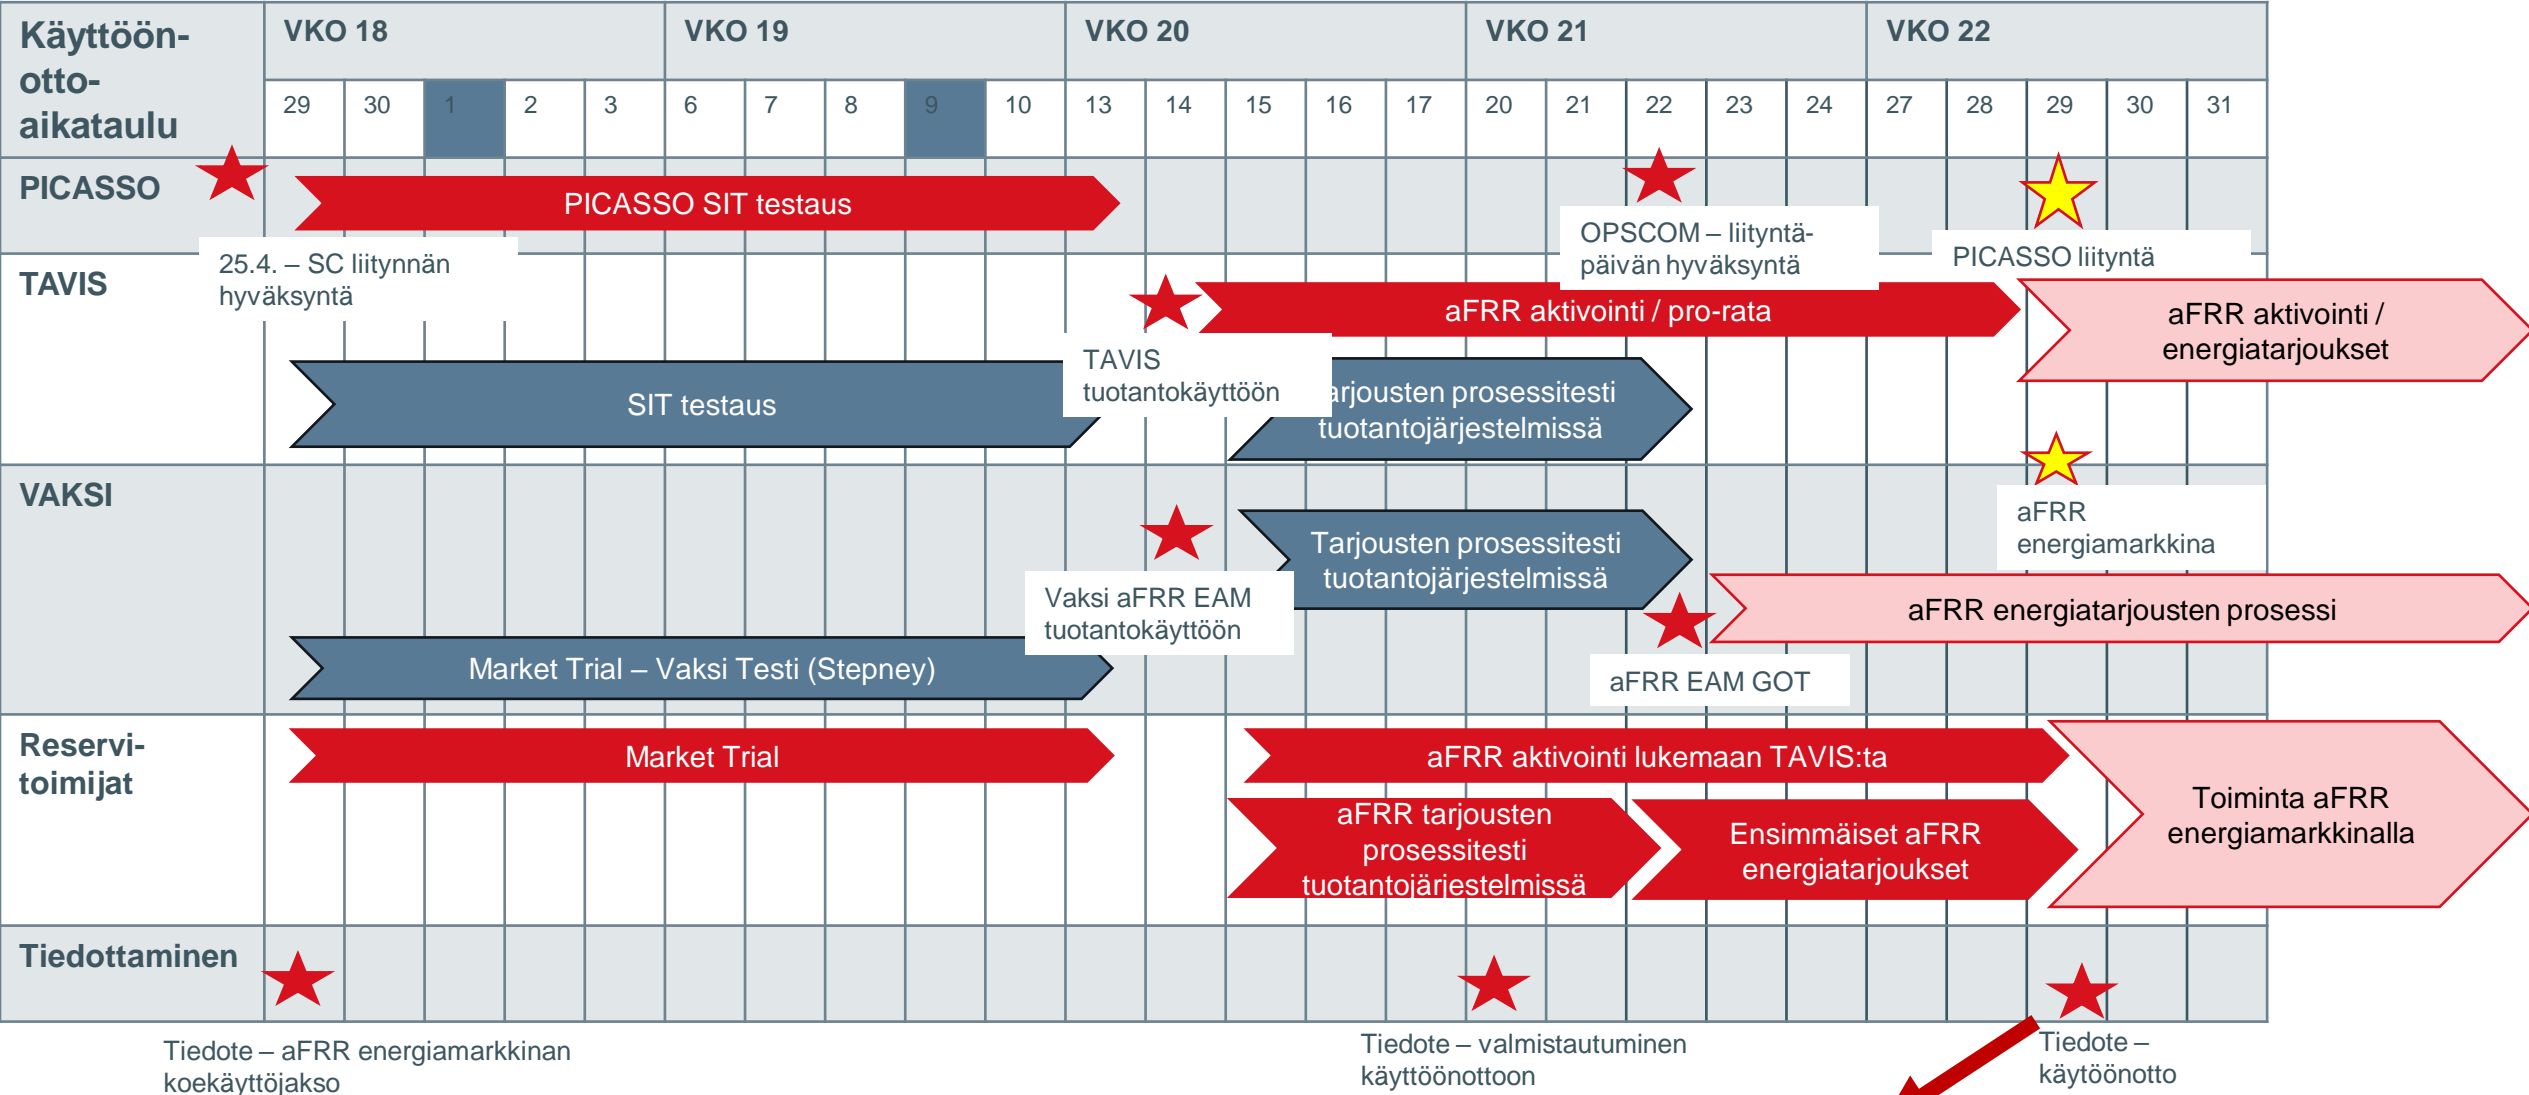 Käyttöön-
otto-
aikataulu
VKO 18
VKO 19
VKO 20
VKO 21
VKO 22
29 30 1 2 3 6 7 8 9 10 13 14 15 16 17 20 21 22 23 24 27 28 29 30 31
PICASSO
PICASSO SIT testaus
25.4. – SC liitynnän
hyväksyntä
OPSCOM – liityntä-
päivän hyväksyntä
PICASSO liityntä
TAVIS
aFRR aktivointi / pro-rata
aFRR aktivointi /
energiatarjoukset
TAVIS
tuotantokäyttöön
SIT testaus
arjousten prosessitesti
tuotantojärjestelmissä
VAKSI
aFRR
energiamarkkina
Tarjousten prosessitesti
tuotantojärjestelmissä
Vaksi aFRR EAM
tuotantokäyttöön
aFRR energiatarjousten prosessi
Market Trial – Vaksi Testi (Stepney)
aFRR EAM GOT
Reservi-
toimijat
Market Trial
aFRR aktivointi lukemaan TAVIS:ta
aFRR tarjousten
prosessitesti
tuotantojärjestelmissä
Ensimmäiset aFRR
energiatarjoukset
Toiminta aFRR
energiamarkkinalla
Tiedottaminen
Tiedote – aFRR energiamarkkinan
koekäyttöjakso
Tiedote – valmistautuminen
käyttöönottoon
Tiedote –
käytöönotto